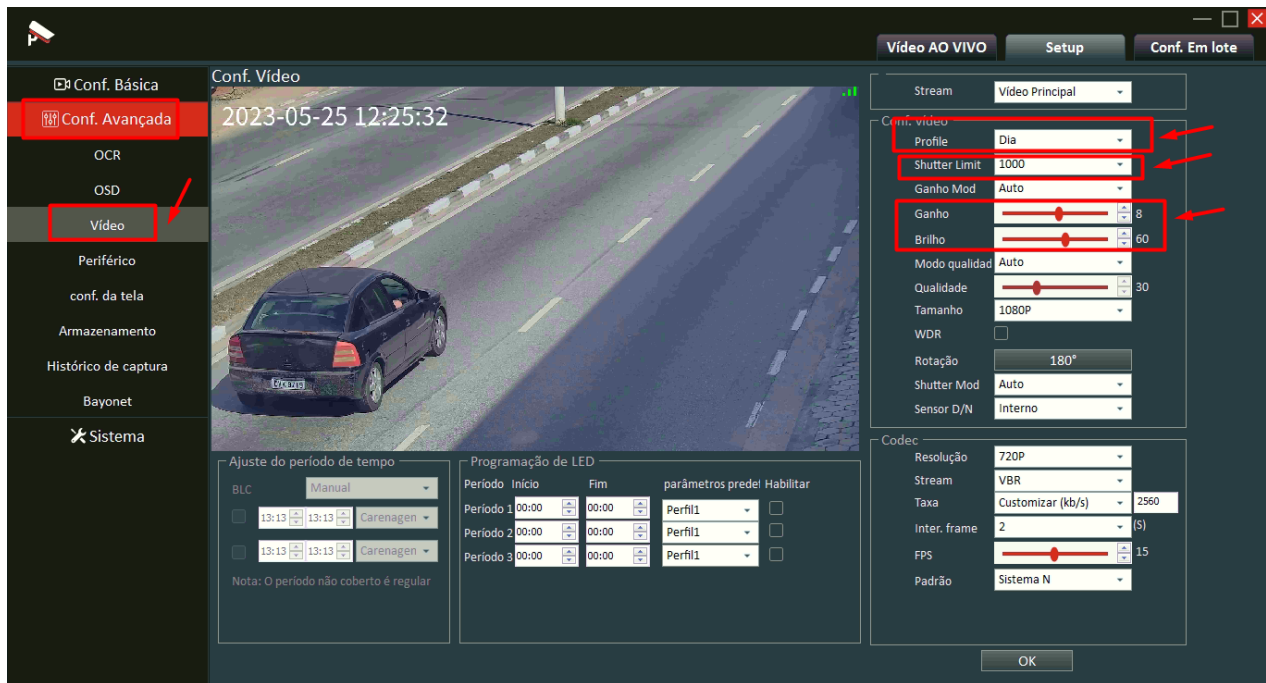 Vídeo AO VIVO
Setup
Conf. Em lote
Conf. Básica
Conf. Avançada
OCR
OSD
Vídeo
Periférico
conf. da tela
Armazenamento
Histórico de captura
Bayonet
Sistema
Conf. Vídeo
2023-05-25 12:25:32
Ajuste do período de tempo
BLC Manual
13:13 13:13 Carenagen
13:13 13:13 Carenagen
Nota: O período não coberto é regular
Programação de LED
Período Início Fim parâmetros predet Habilitar
Período 1 00:00 00:00 Perfil1
Período 2 00:00 00:00 Perfil1
Período 3 00:00 00:00 Perfil1
Stream Vídeo Principal
Conf. Vídeo
Profile Dia
Shutter Limit 1000
Ganho Mod Auto
Ganho 8
Brilho 60
Modo qualidad Auto
Qualidade 30
Tamanho 1080P
WDR
Rotação 180°
Shutter Mod Auto
Sensor D/N Interno
Codec
Resolução 720P
Stream VBR
Taxa Customizar (kb/s) 2560
Inter. frame 2 (S)
FPS 15
Padrão Sistema N
OK